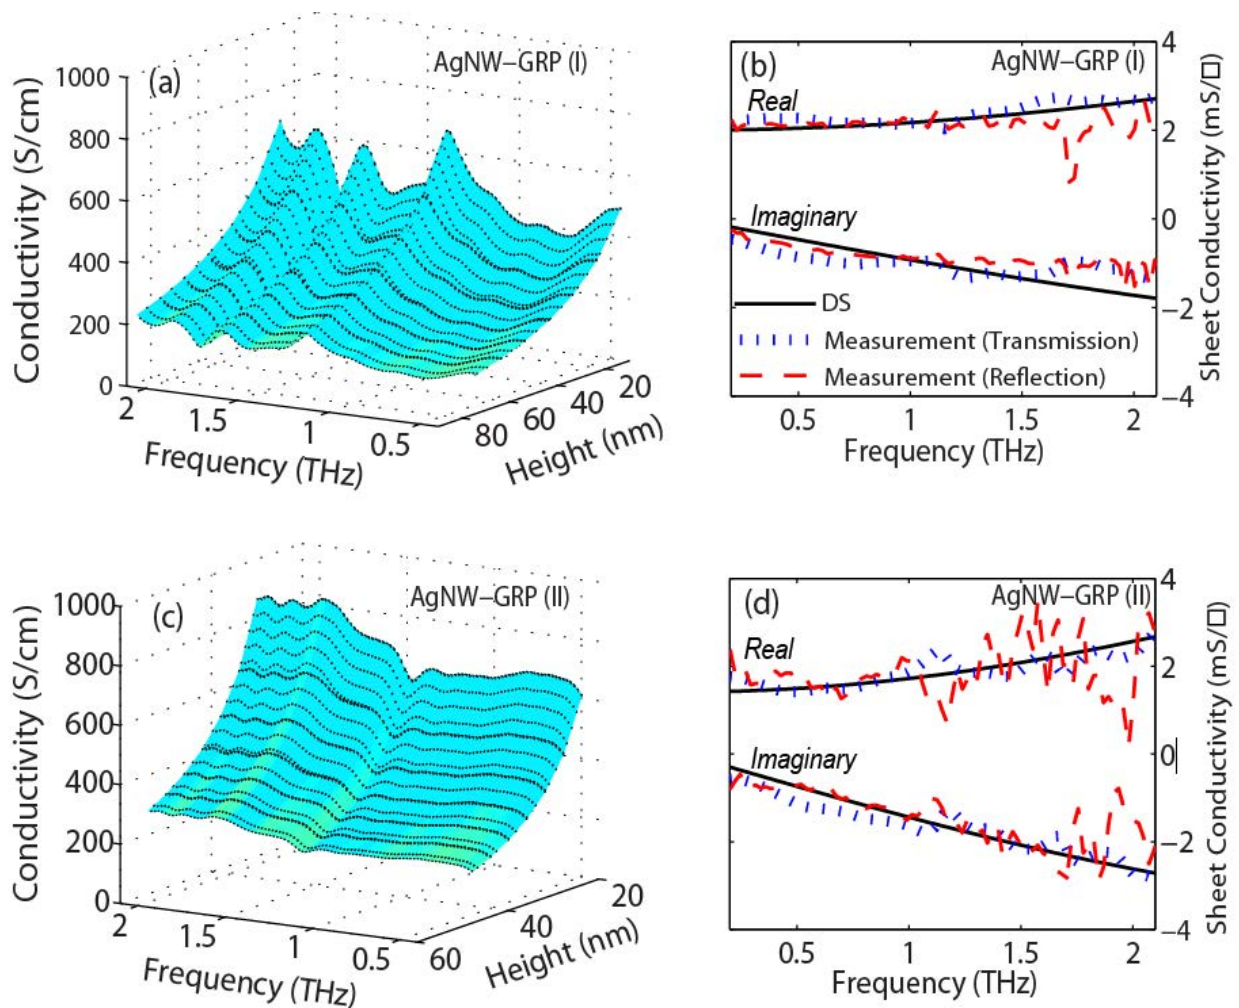 (a)
AgNW–GRP (I)
Conductivity (S/cm)
1000
800
600
400
200
0
2
1.5
1
0.5
Frequency (THz)
80
60
40
20
Height (nm)
(b)
AgNW–GRP (I)
Real
Imaginary
DS
Measurement (Transmission)
Measurement (Reflection)
4
2
0
−2
−4
Sheet Conductivity (mS/□)
0.5
1
1.5
2
Frequency (THz)
(c)
AgNW–GRP (II)
Conductivity (S/cm)
1000
800
600
400
200
0
2
1.5
1
0.5
Frequency (THz)
60
40
20
Height (nm)
(d)
AgNW–GRP (II)
Real
Imaginary
4
2
0
−2
−4
Sheet Conductivity (mS/□)
0.5
1
1.5
2
Frequency (THz)